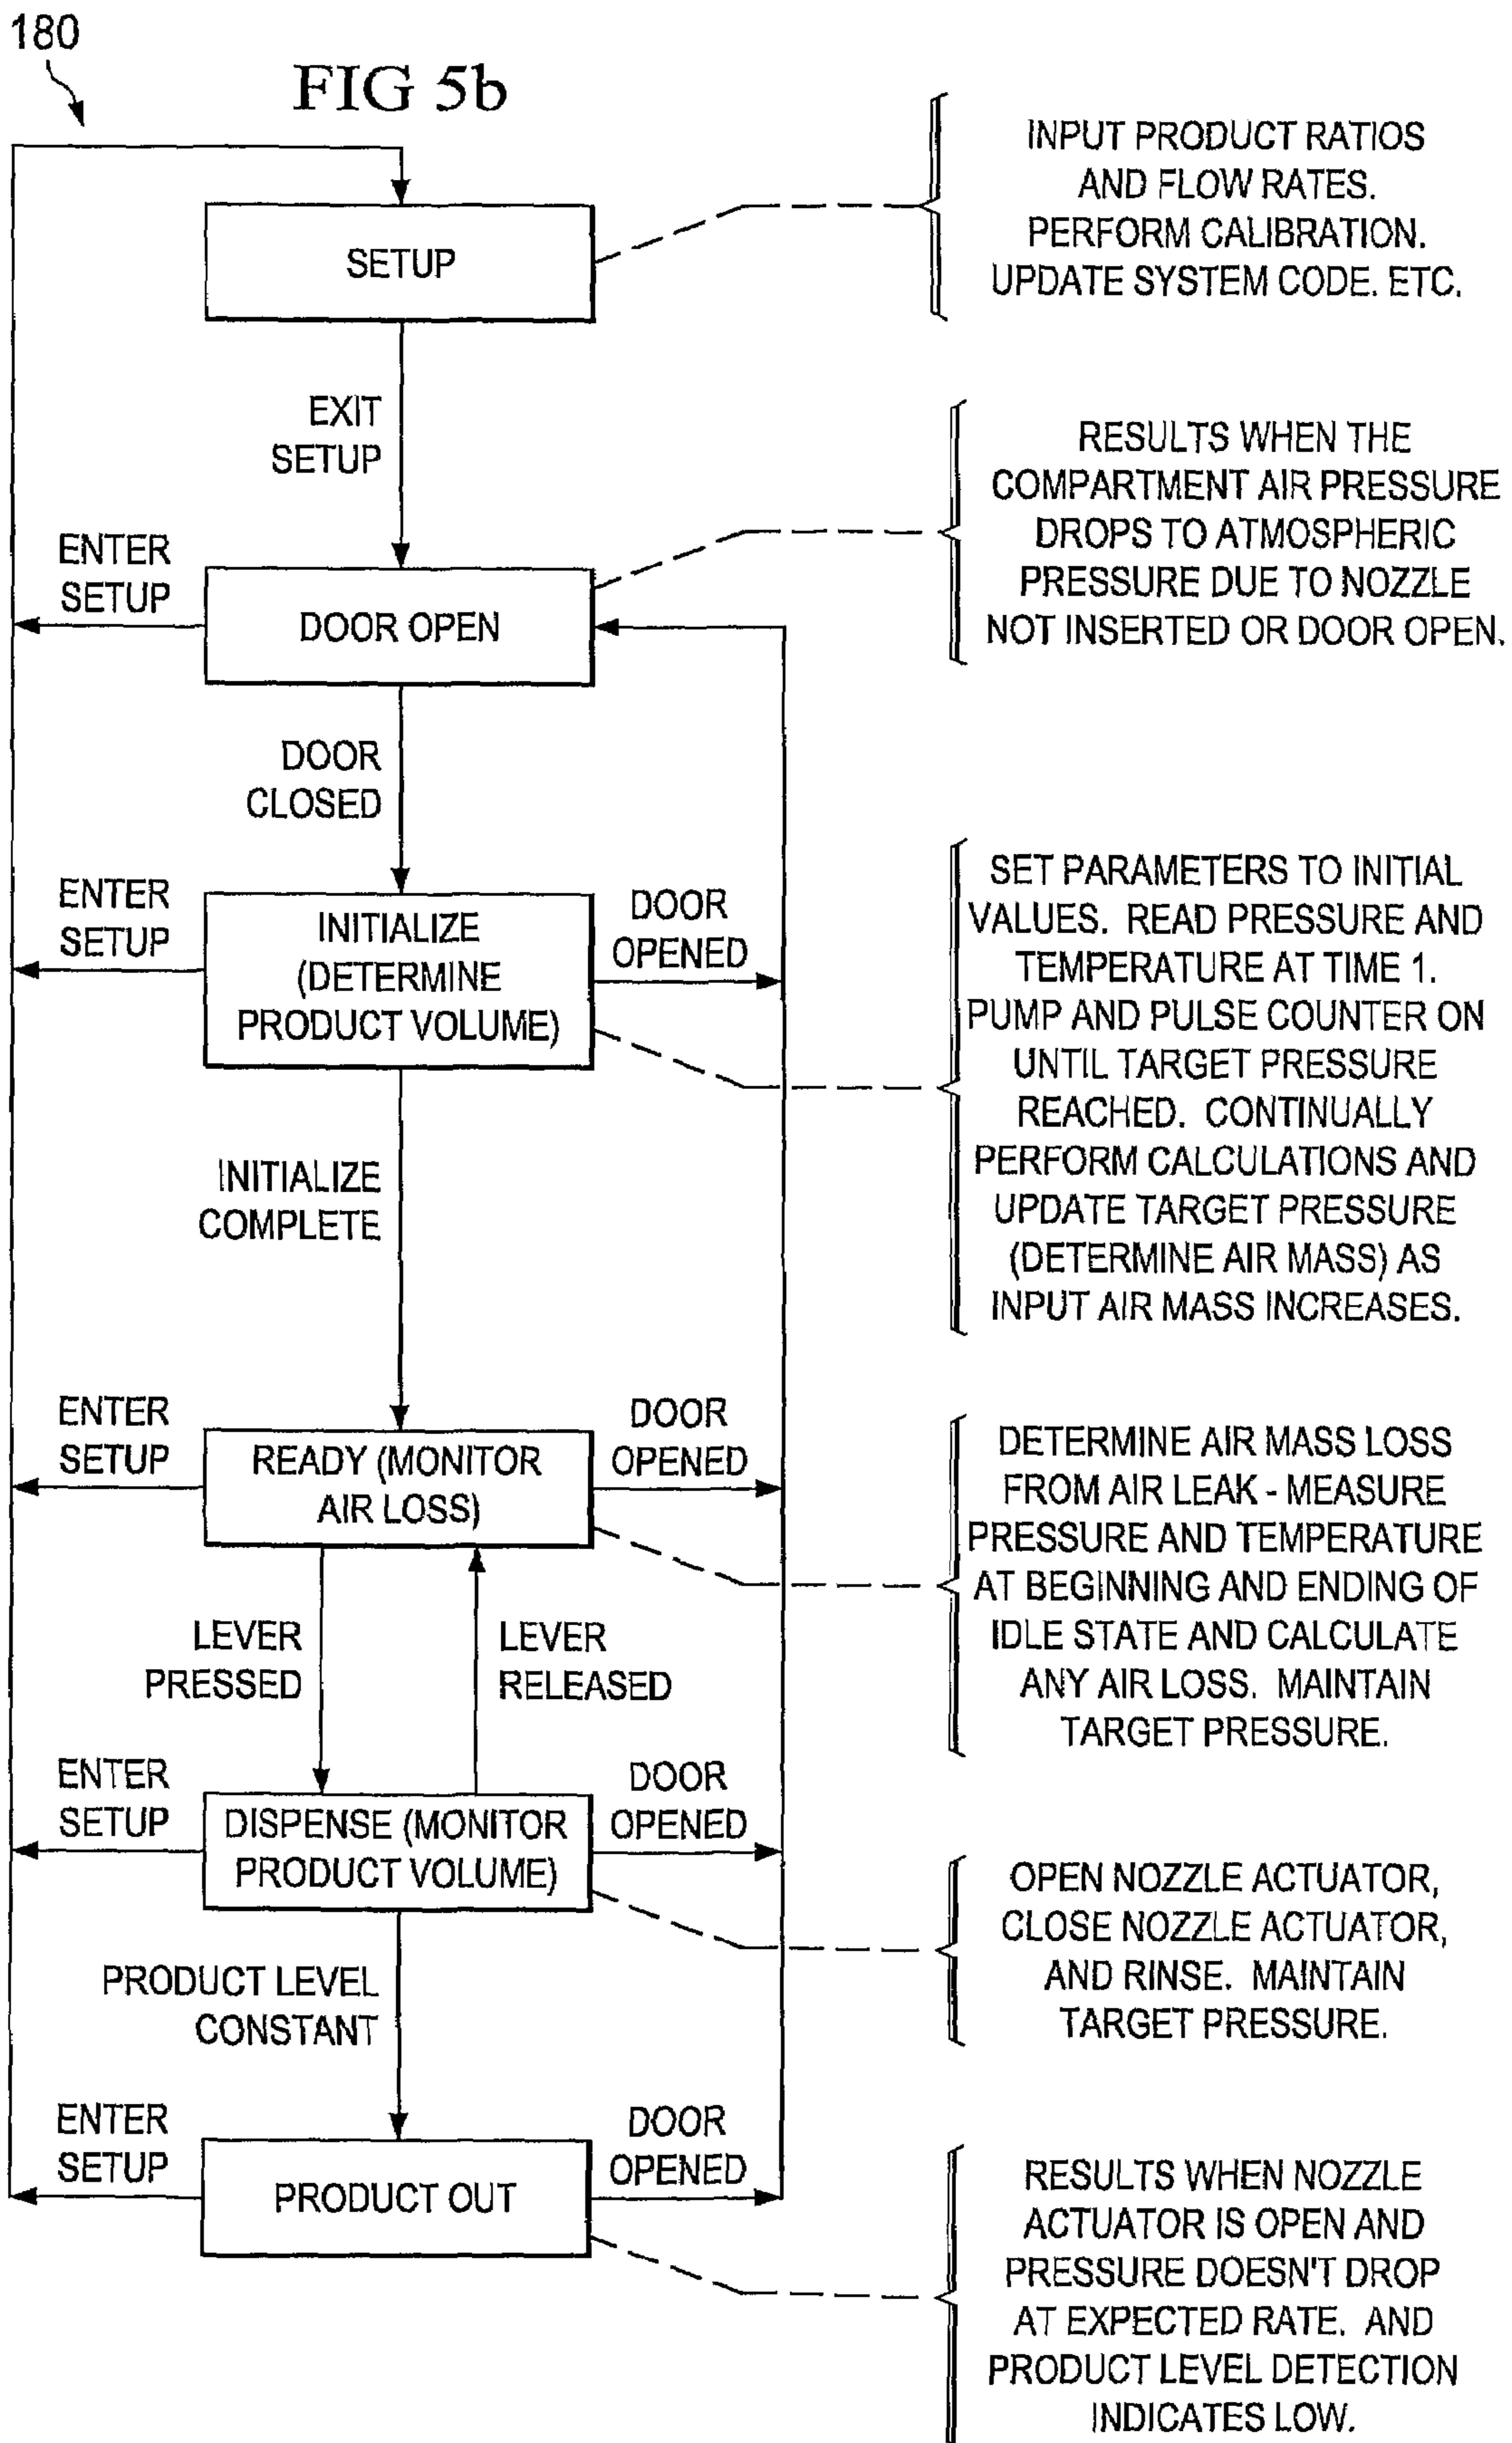 180
FIG 5b
INPUT PRODUCT RATIOS
AND FLOW RATES.
PERFORM CALIBRATION.
UPDATE SYSTEM CODE. ETC.
SETUP
EXIT
SETUP
RESULTS WHEN THE
COMPARTMENT AIR PRESSURE
DROPS TO ATMOSPHERIC
PRESSURE DUE TO NOZZLE
NOT INSERTED OR DOOR OPEN.
ENTER
SETUP
DOOR OPEN
DOOR
CLOSED
ENTER
SETUP
INITIALIZE
(DETERMINE
PRODUCT VOLUME)
DOOR
OPENED
SET PARAMETERS TO INITIAL
VALUES. READ PRESSURE AND
TEMPERATURE AT TIME 1.
PUMP AND PULSE COUNTER ON
UNTIL TARGET PRESSURE
REACHED. CONTINUALLY
PERFORM CALCULATIONS AND
UPDATE TARGET PRESSURE
(DETERMINE AIR MASS) AS
INPUT AIR MASS INCREASES.
INITIALIZE
COMPLETE
ENTER
SETUP
READY (MONITOR
AIR LOSS)
DOOR
OPENED
DETERMINE AIR MASS LOSS
FROM AIR LEAK - MEASURE
PRESSURE AND TEMPERATURE
AT BEGINNING AND ENDING OF
IDLE STATE AND CALCULATE
ANY AIR LOSS. MAINTAIN
TARGET PRESSURE.
LEVER
PRESSED
LEVER
RELEASED
ENTER
SETUP
DISPENSE (MONITOR
PRODUCT VOLUME)
DOOR
OPENED
OPEN NOZZLE ACTUATOR,
CLOSE NOZZLE ACTUATOR,
AND RINSE. MAINTAIN
TARGET PRESSURE.
PRODUCT LEVEL
CONSTANT
ENTER
SETUP
PRODUCT OUT
DOOR
OPENED
RESULTS WHEN NOZZLE
ACTUATOR IS OPEN AND
PRESSURE DOESN'T DROP
AT EXPECTED RATE. AND
PRODUCT LEVEL DETECTION
INDICATES LOW.